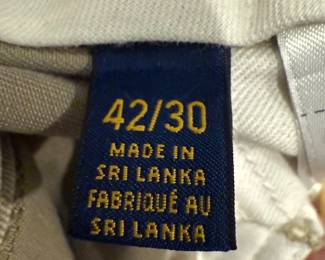 42/30
MADE IN
SRI LANKA
FABRIQUÉ AU
SRI LANKA